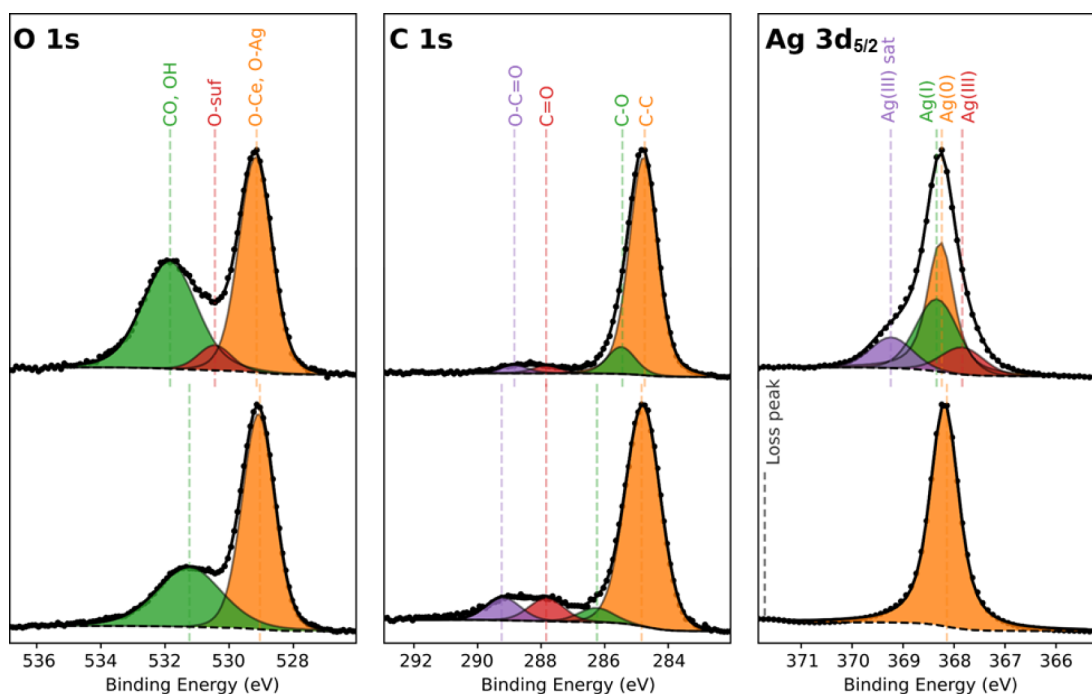 O 1s
CO, OH
O-suf
O-Ce, O-Ag
C 1s
O-C=O
C=O
C-O
C-C
Ag 3d5/2
Ag(III) sat
Ag(I)
Ag(0)
Ag(III)
Loss peak
536 534 532 530 528
Binding Energy (eV)
292 290 288 286 284
Binding Energy (eV)
371 370 369 368 367 366
Binding Energy (eV)